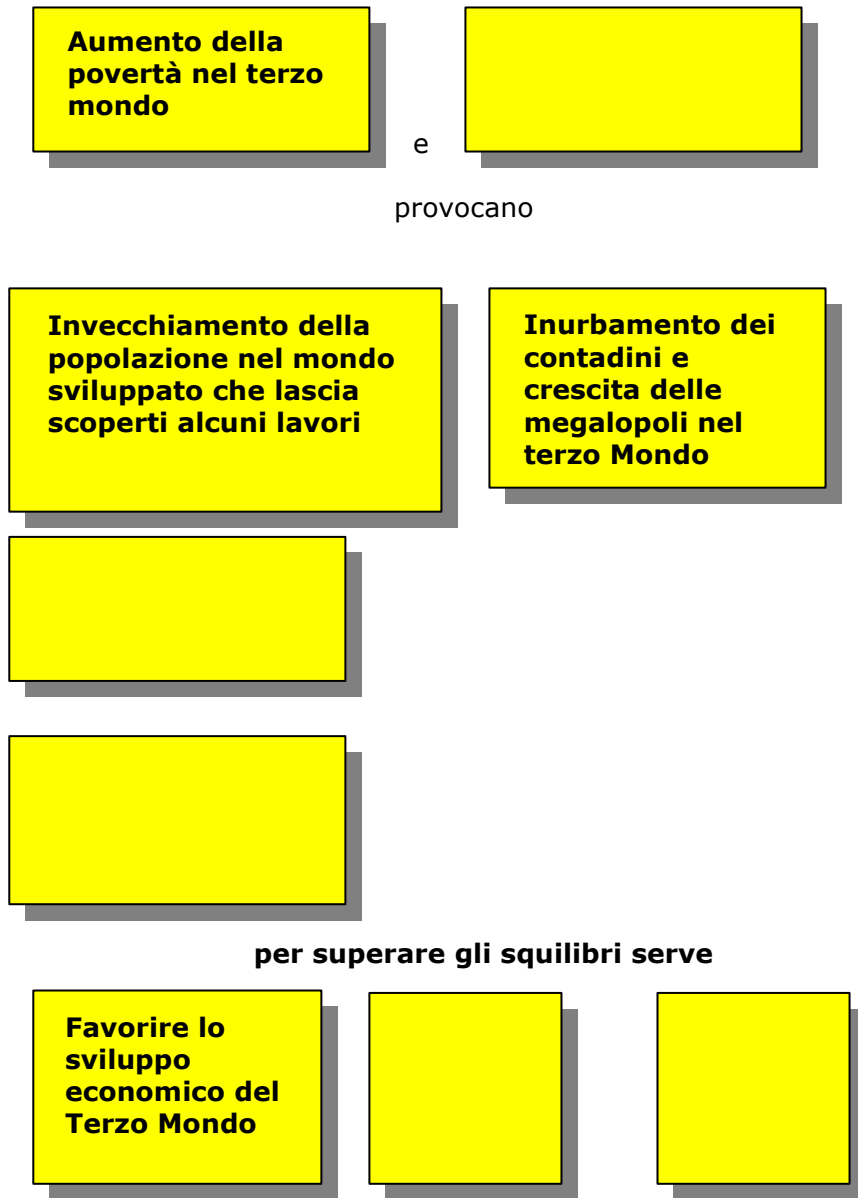 Aumento della
povertà nel terzo
mondo
e
provocano
Invecchiamento della
popolazione nel mondo
sviluppato che lascia
scoperti alcuni lavori
Inurbamento dei
contadini e
crescita delle
megalopoli nel
terzo Mondo
per superare gli squilibri serve
Favorire lo
sviluppo
economico del
Terzo Mondo